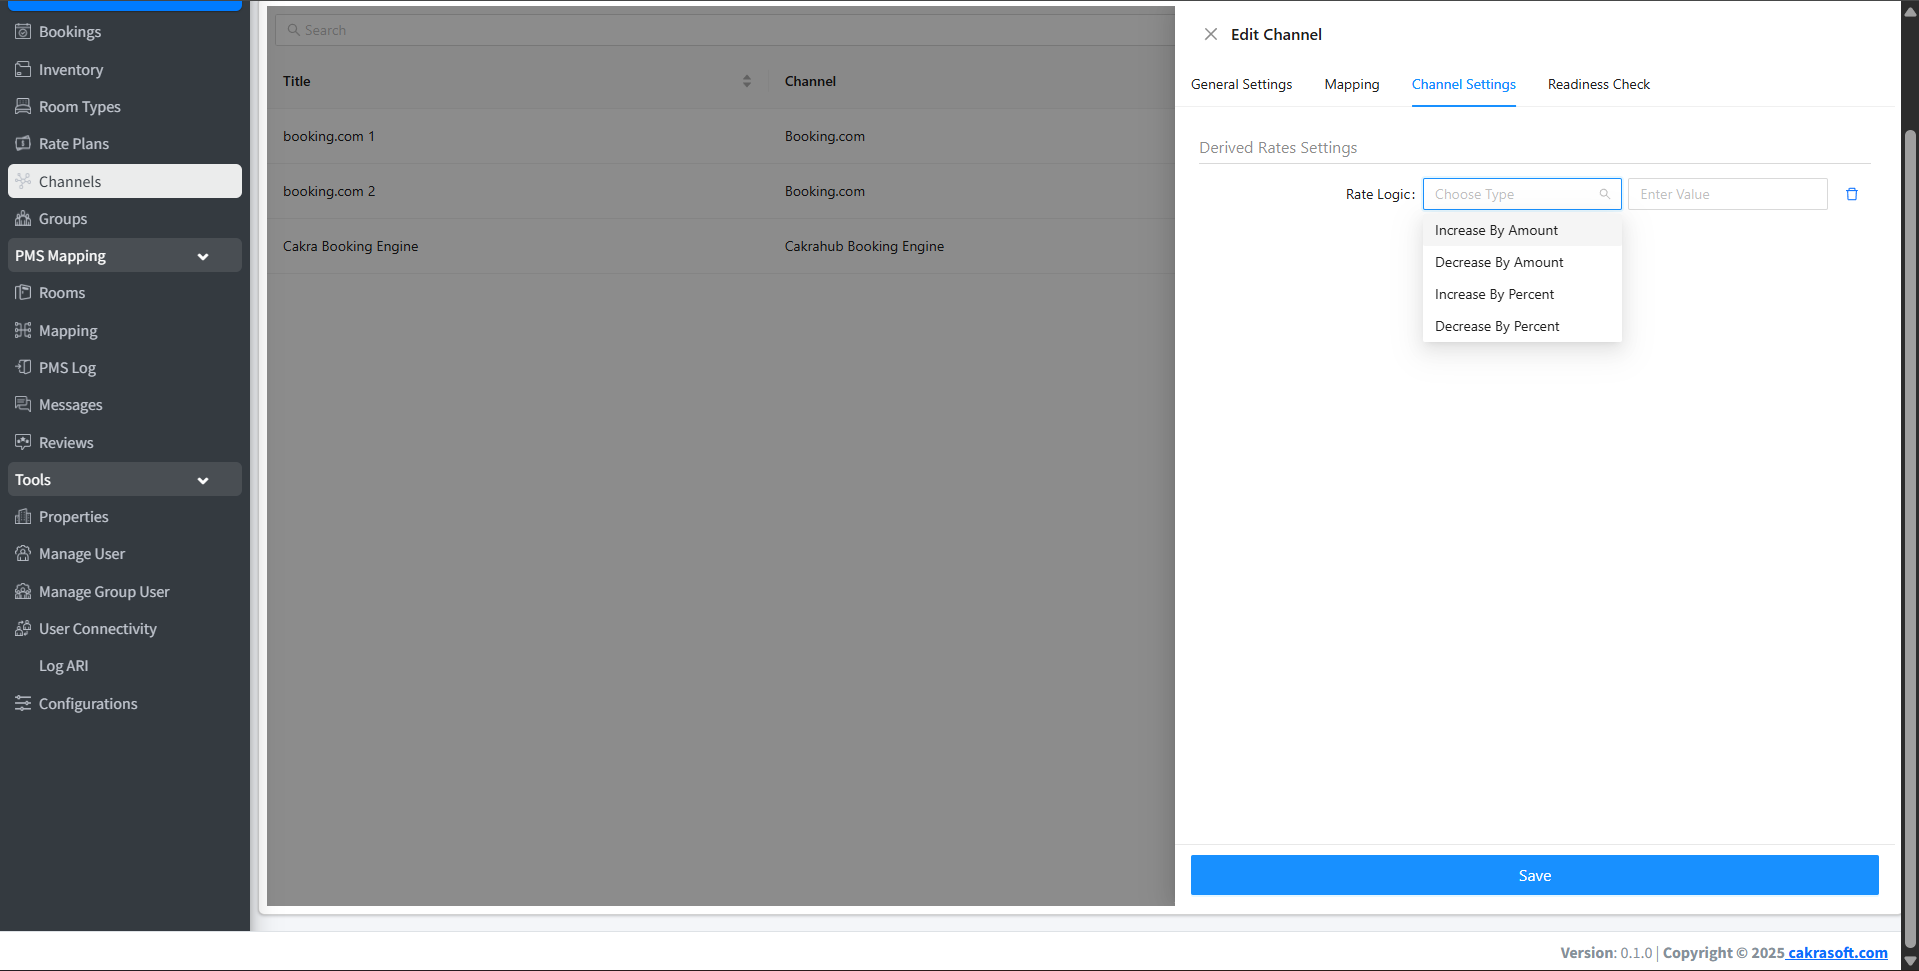 Bookings
Inventory
Room Types
Rate Plans
Channels
Groups
PMS Mapping
Rooms
Mapping
PMS Log
Messages
Reviews
Tools
Properties
Manage User
Manage Group User
User Connectivity
Log ARI
Configurations
Search
Title Channel
booking.com 1 Booking.com
booking.com 2 Booking.com
Cakra Booking Engine Cakrahub Booking Engine
Edit Channel
General Settings Mapping Channel Settings Readiness Check
Derived Rates Settings
Rate Logic: Choose Type Enter Value
Increase By Amount
Decrease By Amount
Increase By Percent
Decrease By Percent
Save
Version: 0.1.0 | Copyright © 2025 cakrasoft.com